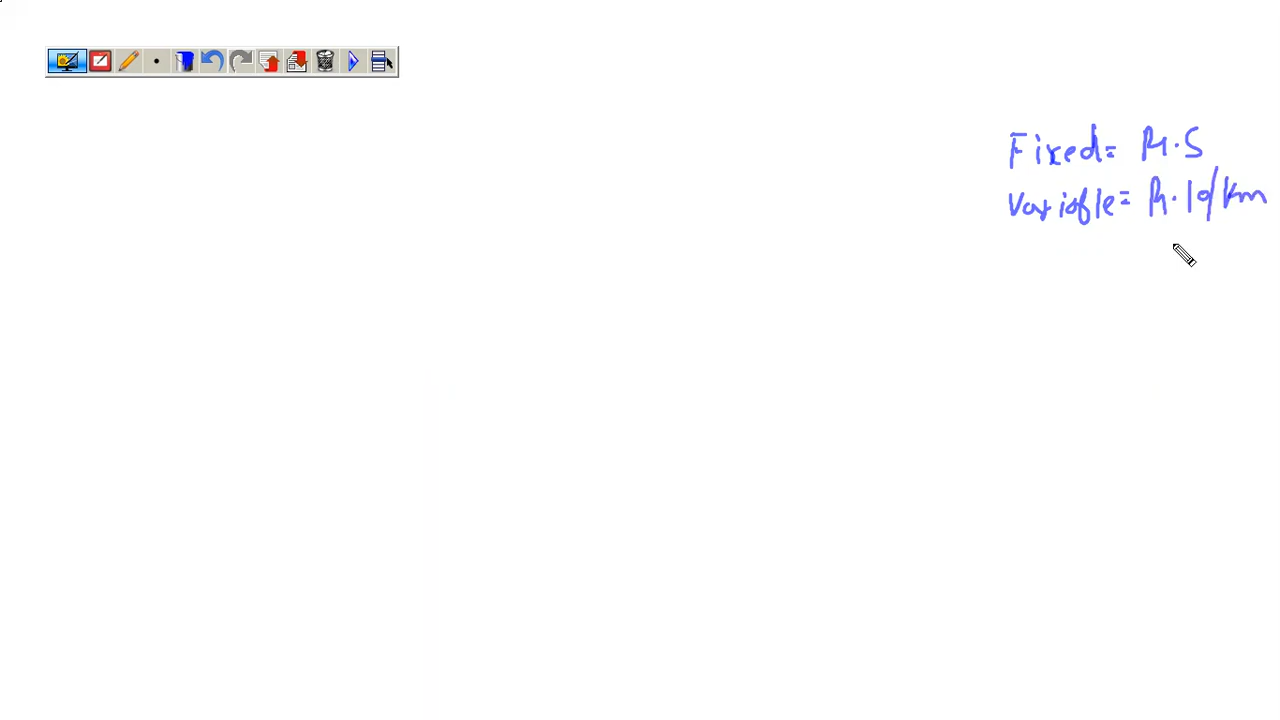 Fixed = Rs. 5
Variable = Rs. 10/km